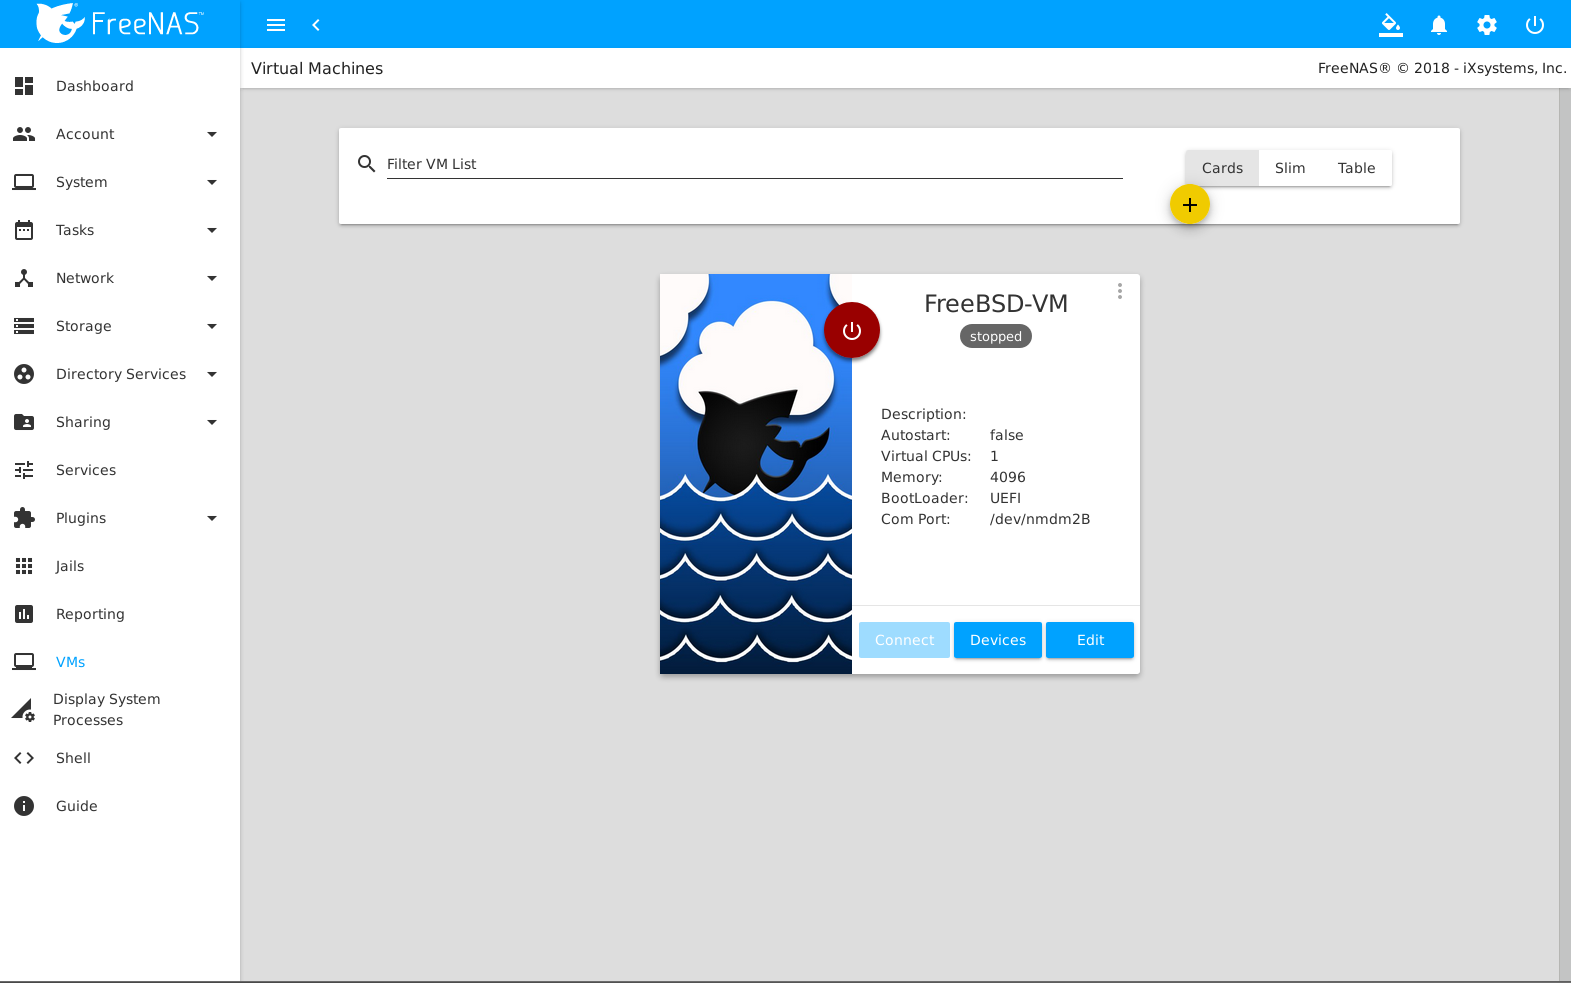 FreeNAS™
Virtual Machines
FreeNAS® © 2018 - iXsystems, Inc.
Dashboard
Account
System
Tasks
Network
Storage
Directory Services
Sharing
Services
Plugins
Jails
Reporting
VMs
Display System
Processes
Shell
Guide
Filter VM List
Cards Slim Table
FreeBSD-VM
stopped
Description:
Autostart: false
Virtual CPUs: 1
Memory: 4096
BootLoader: UEFI
Com Port: /dev/nmdm2B
Connect Devices Edit